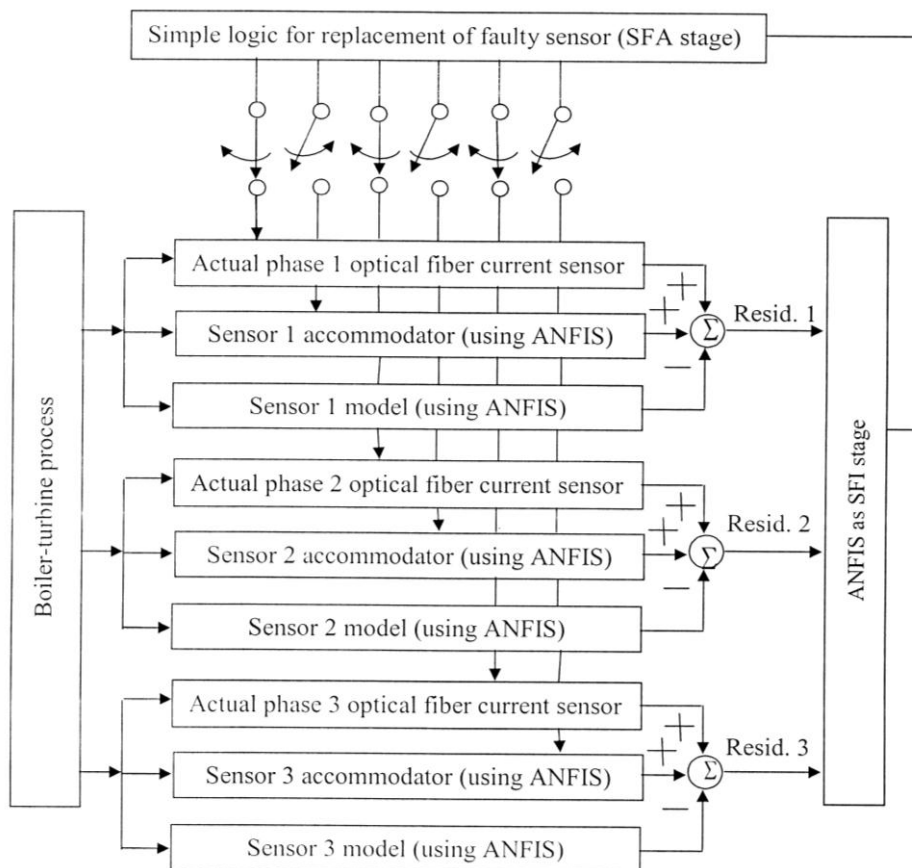 Simple logic for replacement of faulty sensor (SFA stage)
Boiler-turbine process
Actual phase 1 optical fiber current sensor
Sensor 1 accommodator (using ANFIS)
Sensor 1 model (using ANFIS)
+
+
−
Σ
Resid. 1
Actual phase 2 optical fiber current sensor
Sensor 2 accommodator (using ANFIS)
Sensor 2 model (using ANFIS)
+
+
−
Σ
Resid. 2
Actual phase 3 optical fiber current sensor
Sensor 3 accommodator (using ANFIS)
Sensor 3 model (using ANFIS)
+
+
−
Σ
Resid. 3
ANFIS as SFI stage